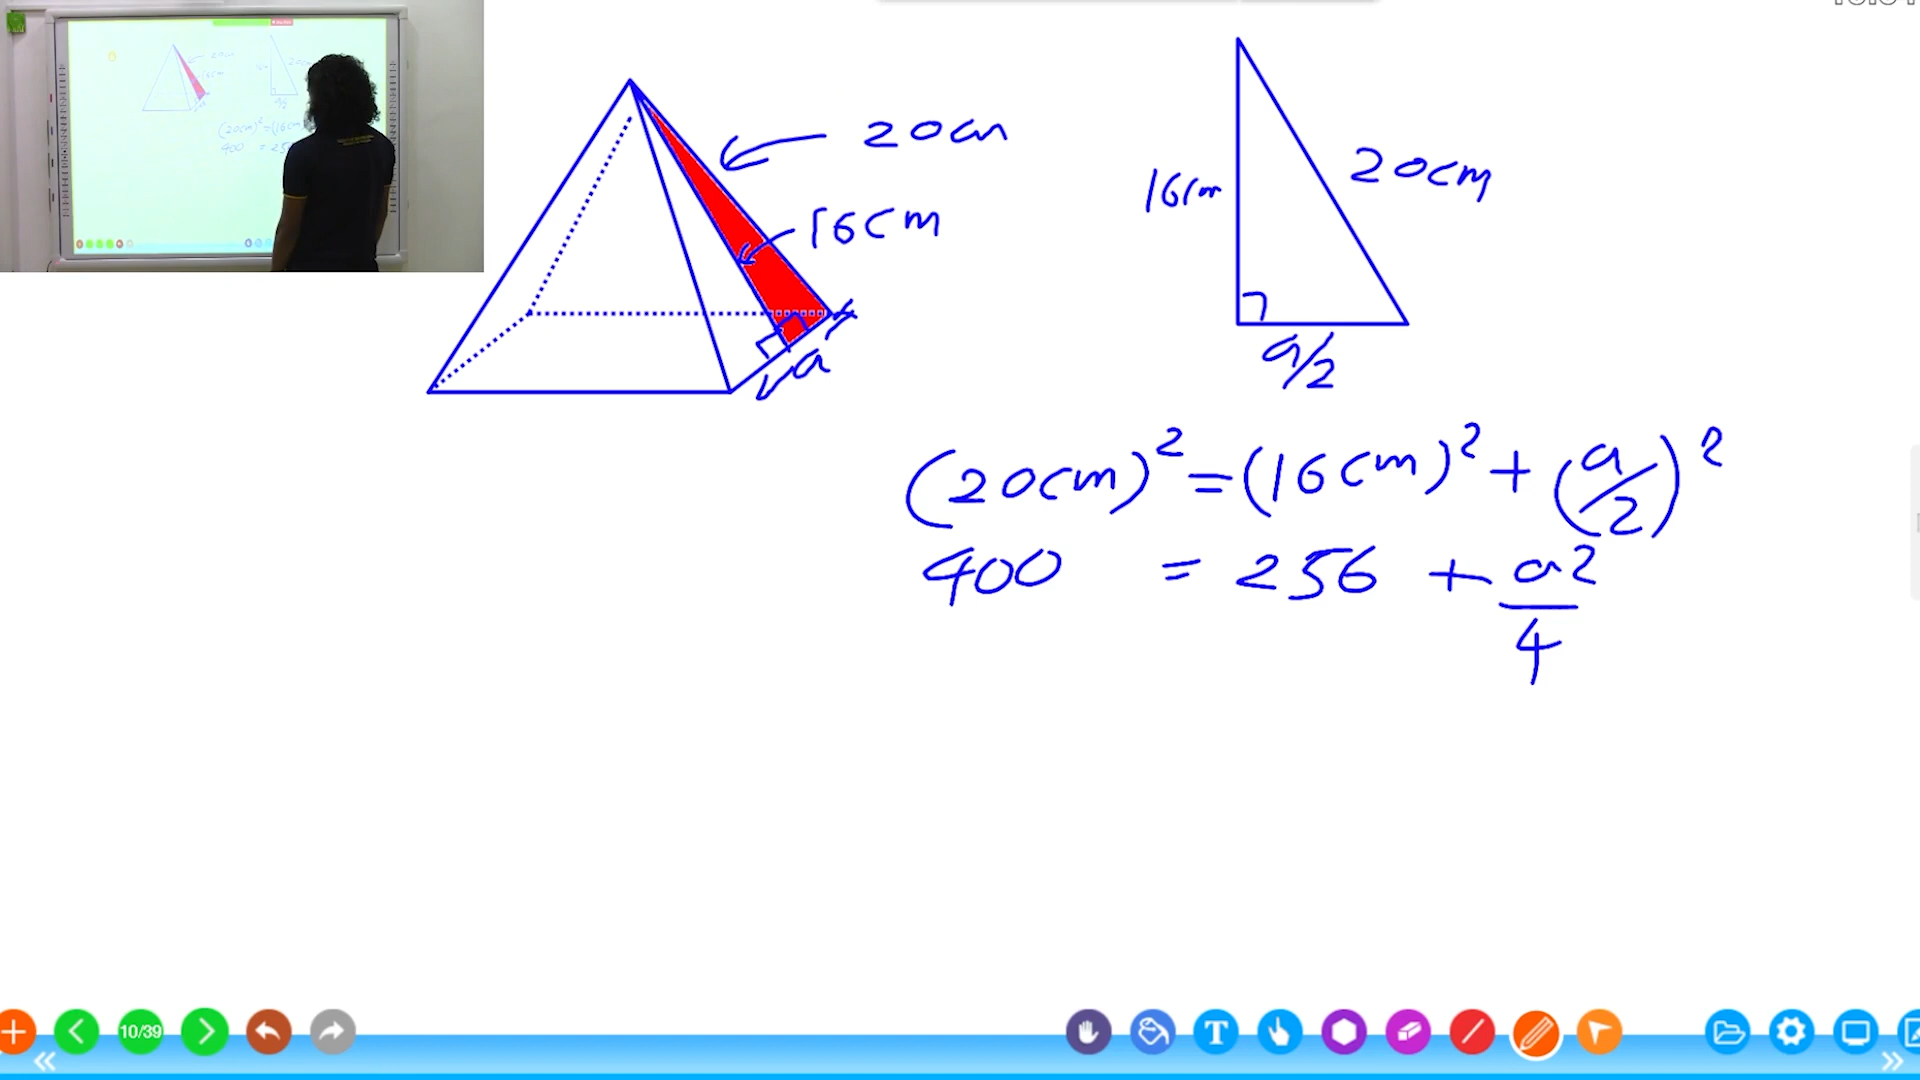 20cm
16cm
a
16cm
20cm
a/2
(20cm)² = (16cm)² + (a/2)²
400 = 256 + a2/4
10/39
T